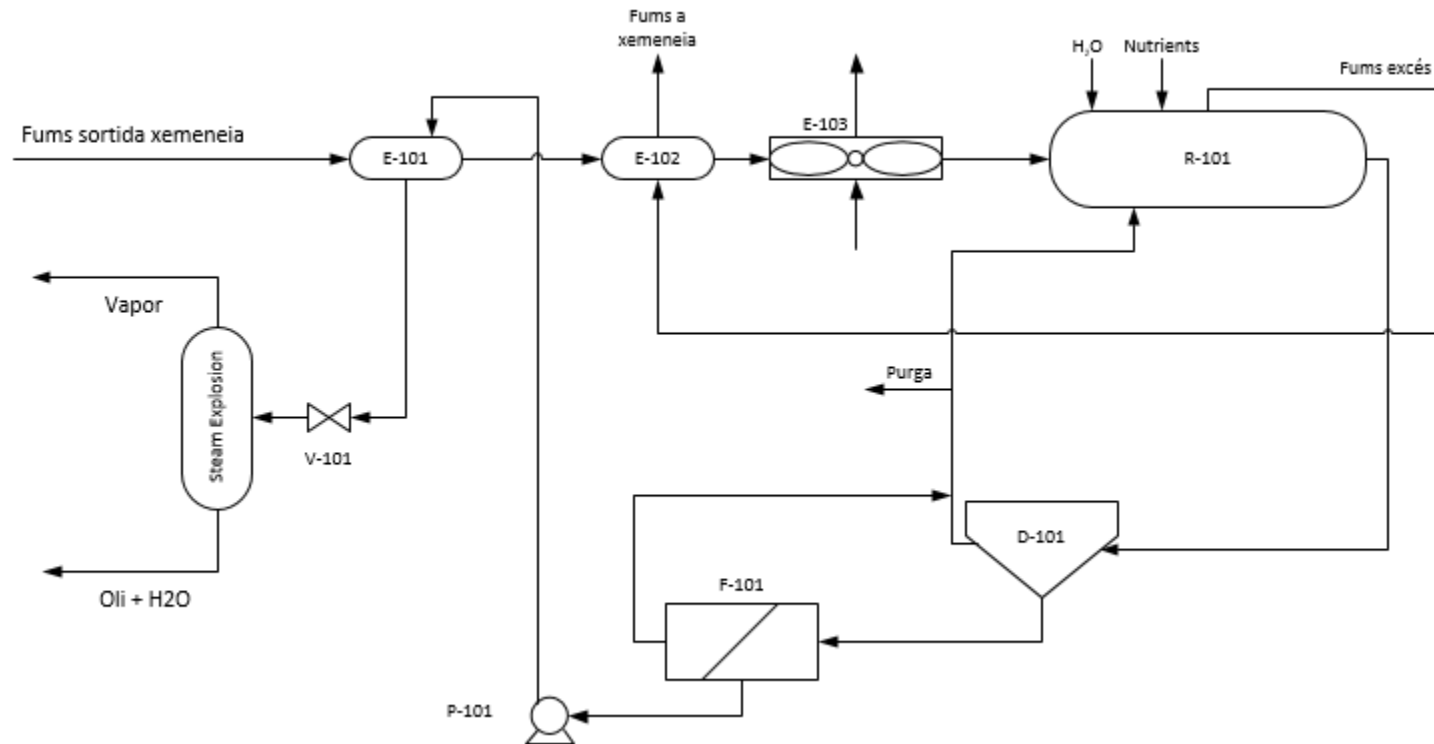 Fums a
xemeneia
H₂O
Nutrients
Fums excés
Fums sortida xemeneia
E-101
E-102
E-103
R-101
Vapor
Steam Explosion
V-101
Purga
Oli + H2O
D-101
F-101
P-101